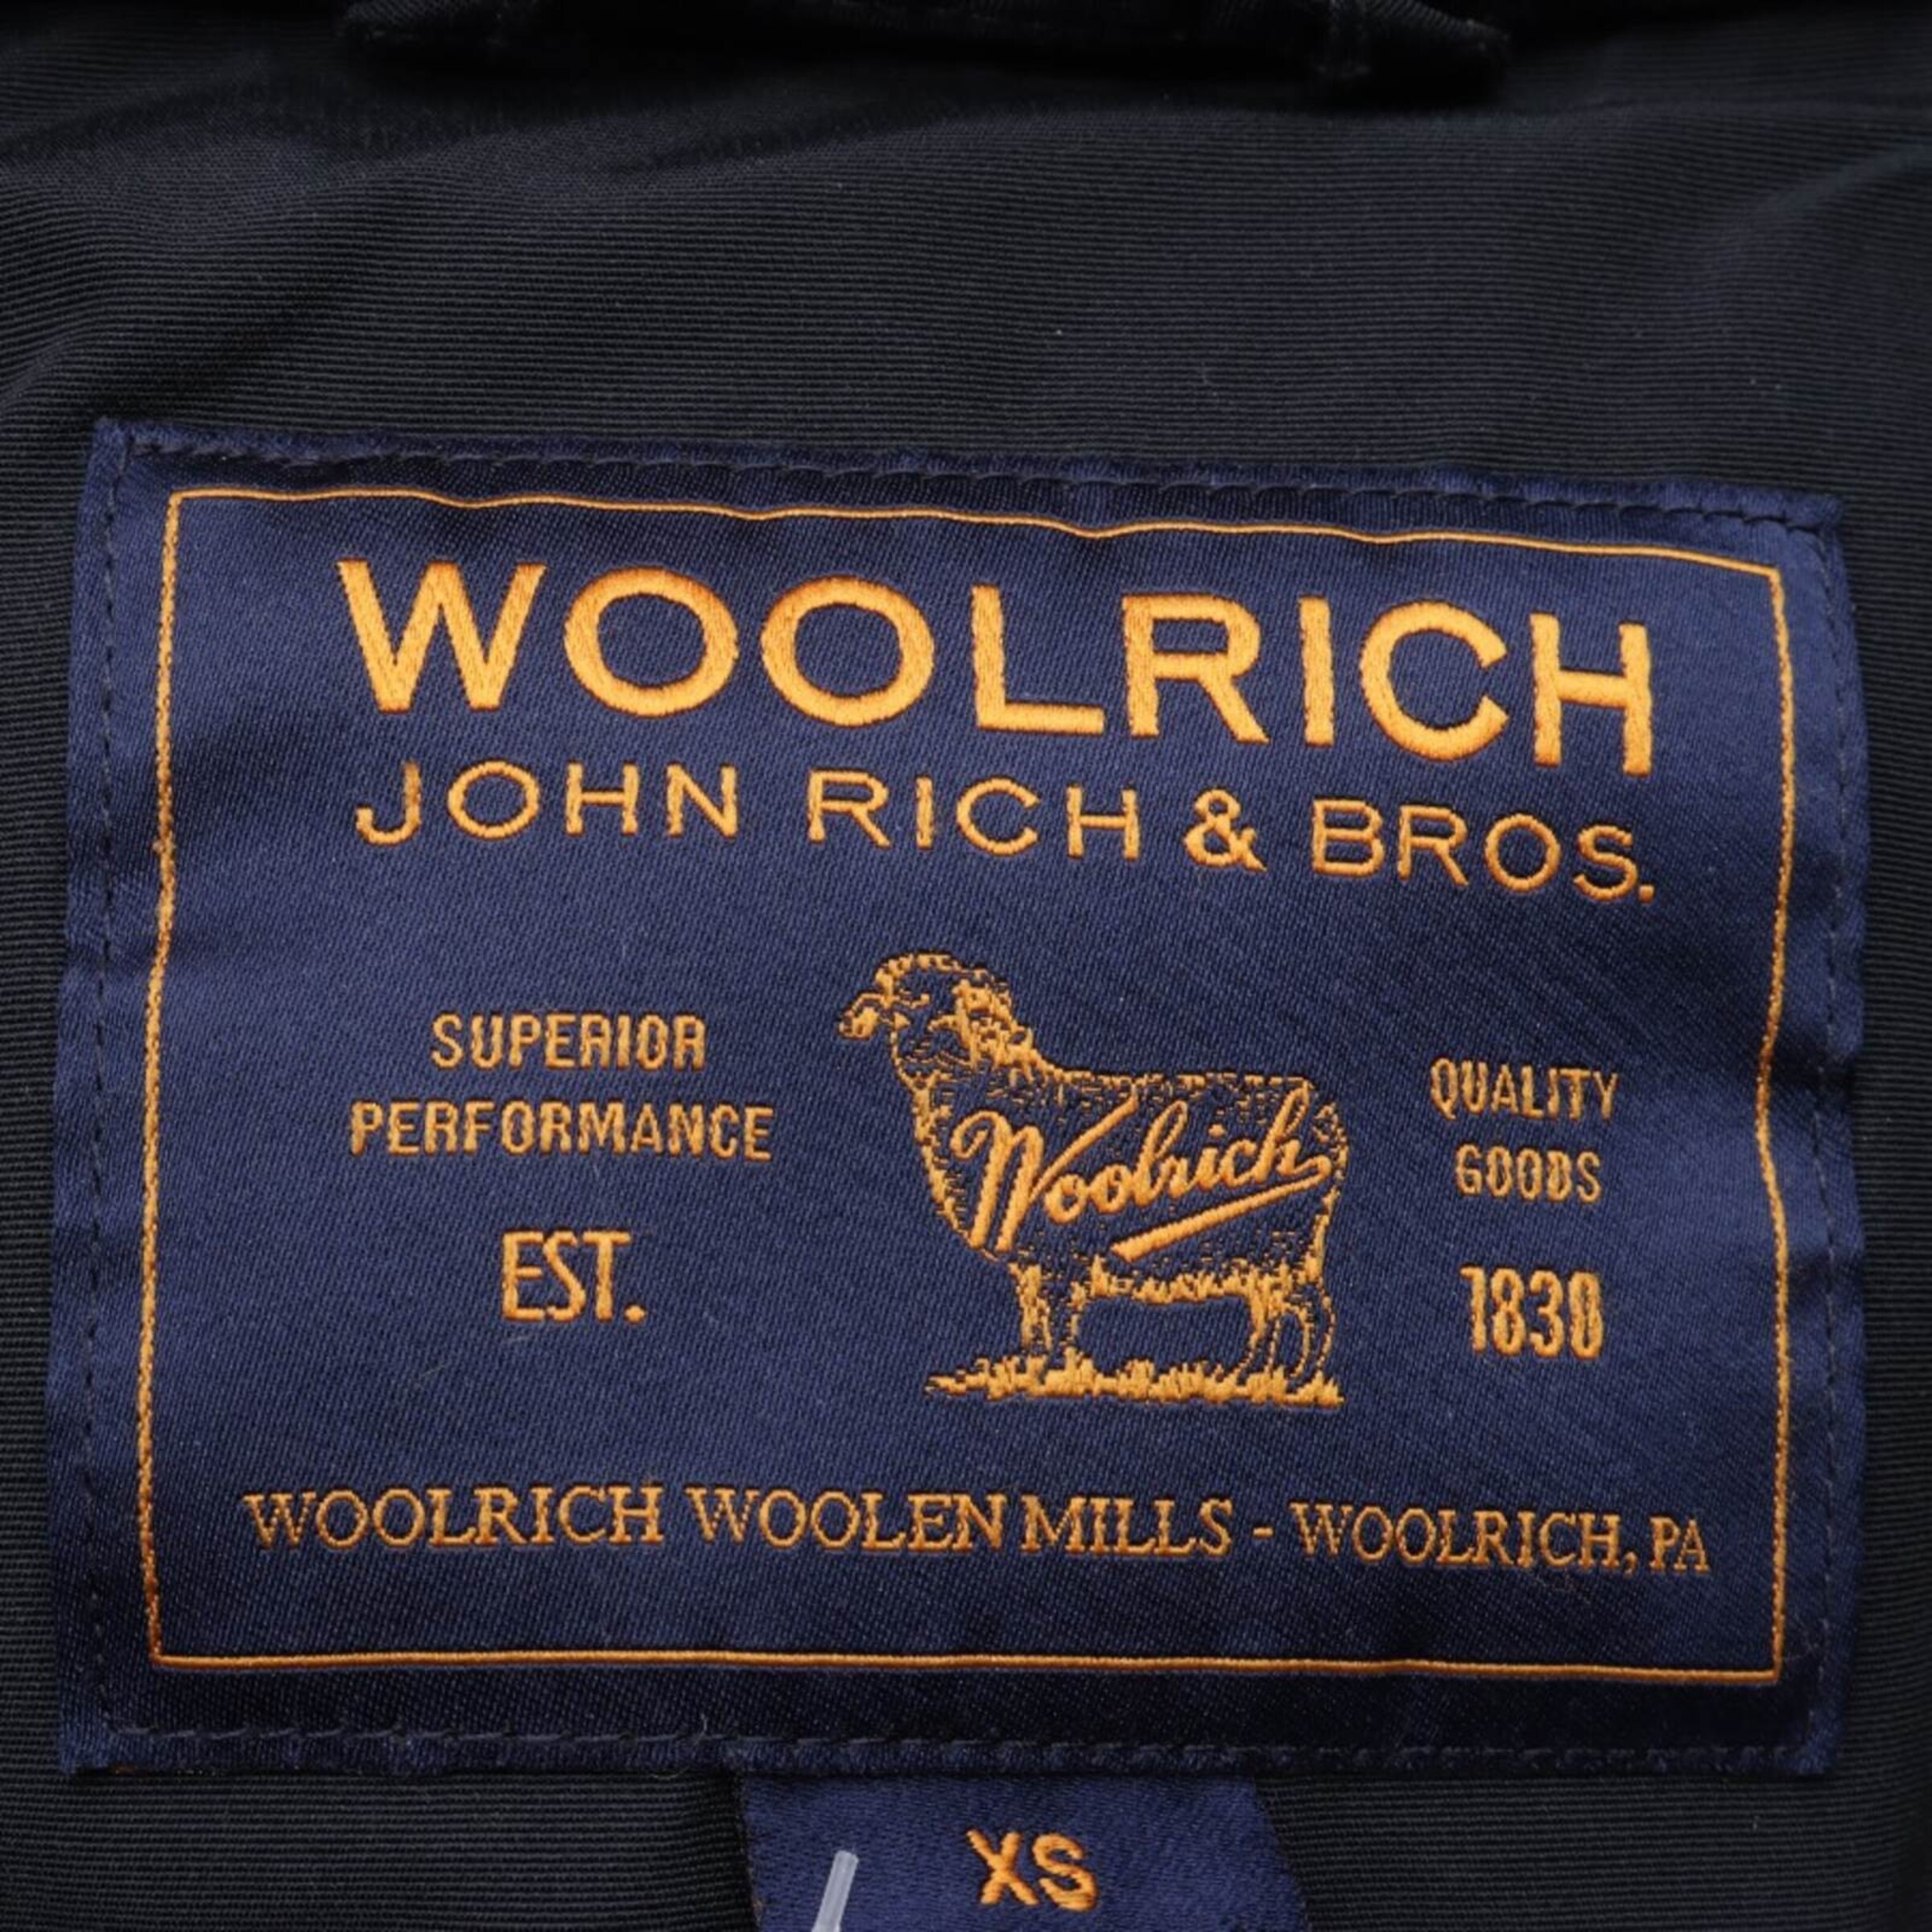 WOOLRICH
JOHN RICH & BROS.
SUPERIOR
PERFORMANCE
EST.
Woolrich
QUALITY
GOODS
1830
WOOLRICH WOOLEN MILLS - WOOLRICH, PA
XS